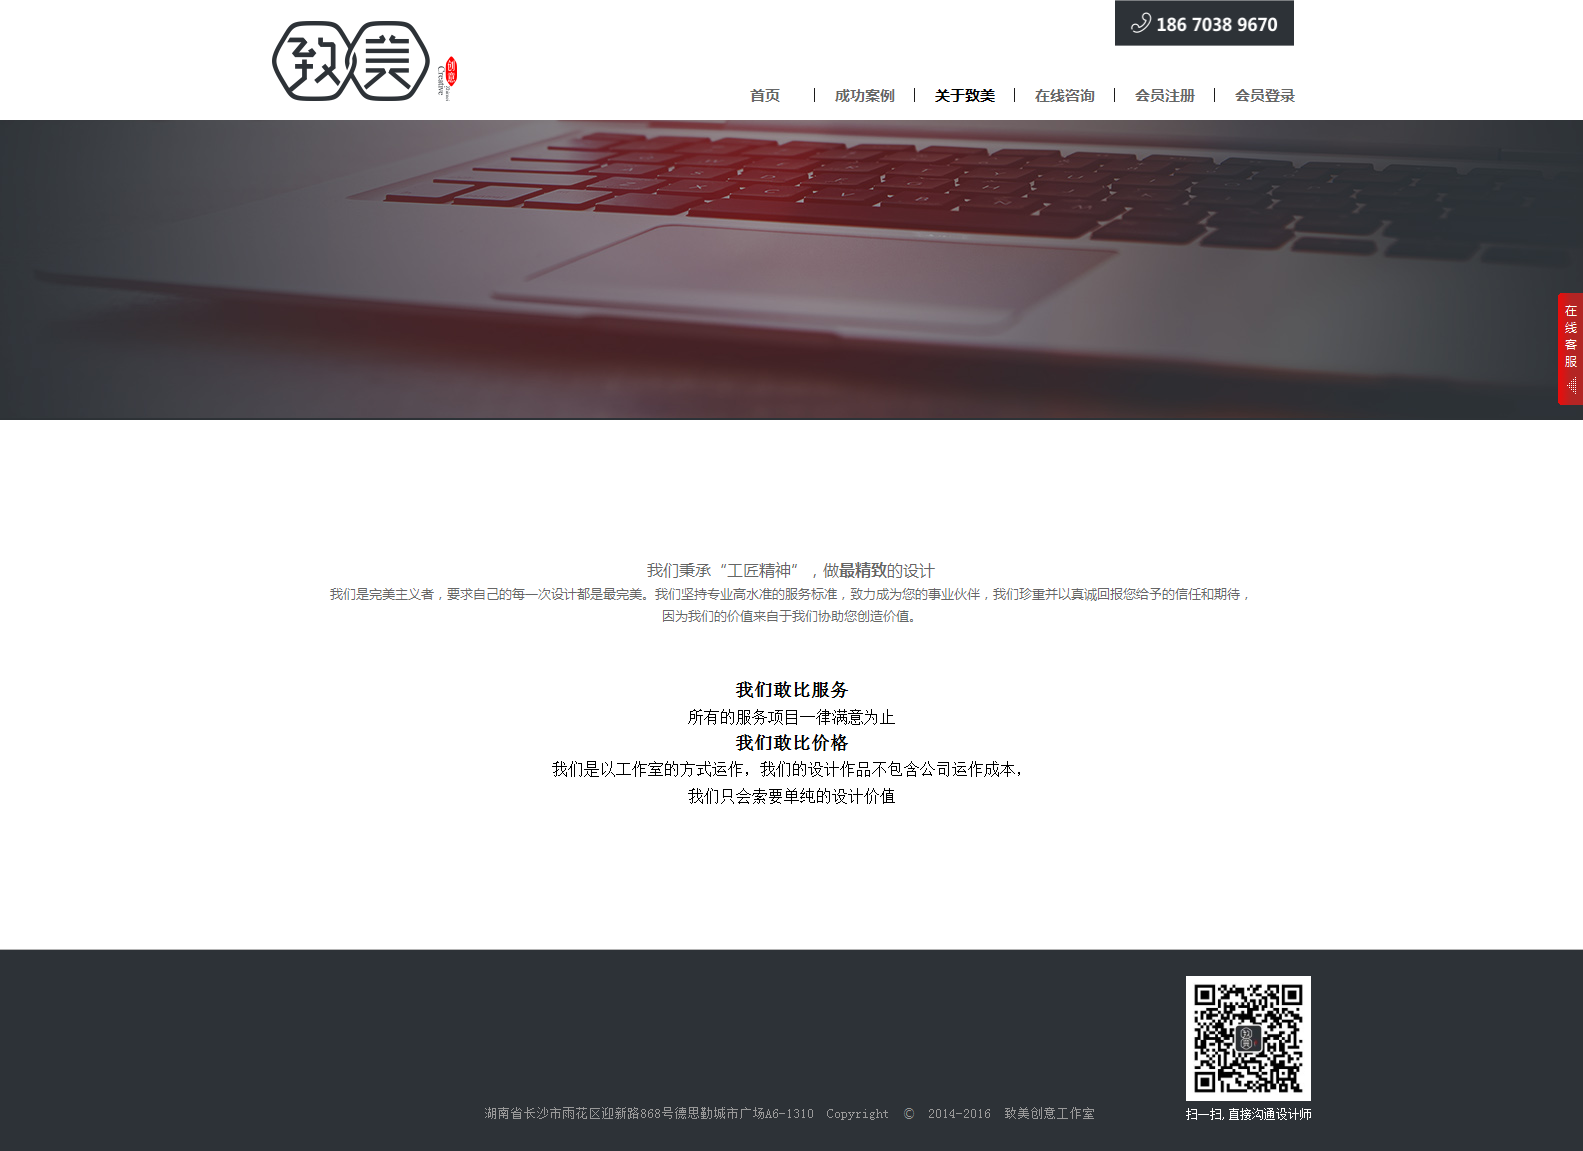 致美
创意
Creative
186 7038 9670
首页
成功案例
关于致美
在线咨询
会员注册
会员登录
在线客服
我们秉承“工匠精神”，做最精致的设计
我们是完美主义者，要求自己的每一次设计都是最完美。我们坚持专业高水准的服务标准，致力成为您的事业伙伴，我们珍重并以真诚回报您给予的信任和期待，
因为我们的价值来自于我们协助您创造价值。
我们敢比服务
所有的服务项目一律满意为止
我们敢比价格
我们是以工作室的方式运作，我们的设计作品不包含公司运作成本，
我们只会索要单纯的设计价值
湖南省长沙市雨花区迎新路868号德思勤城市广场A6-1310 Copyright © 2014-2016 致美创意工作室
扫一扫,直接沟通设计师